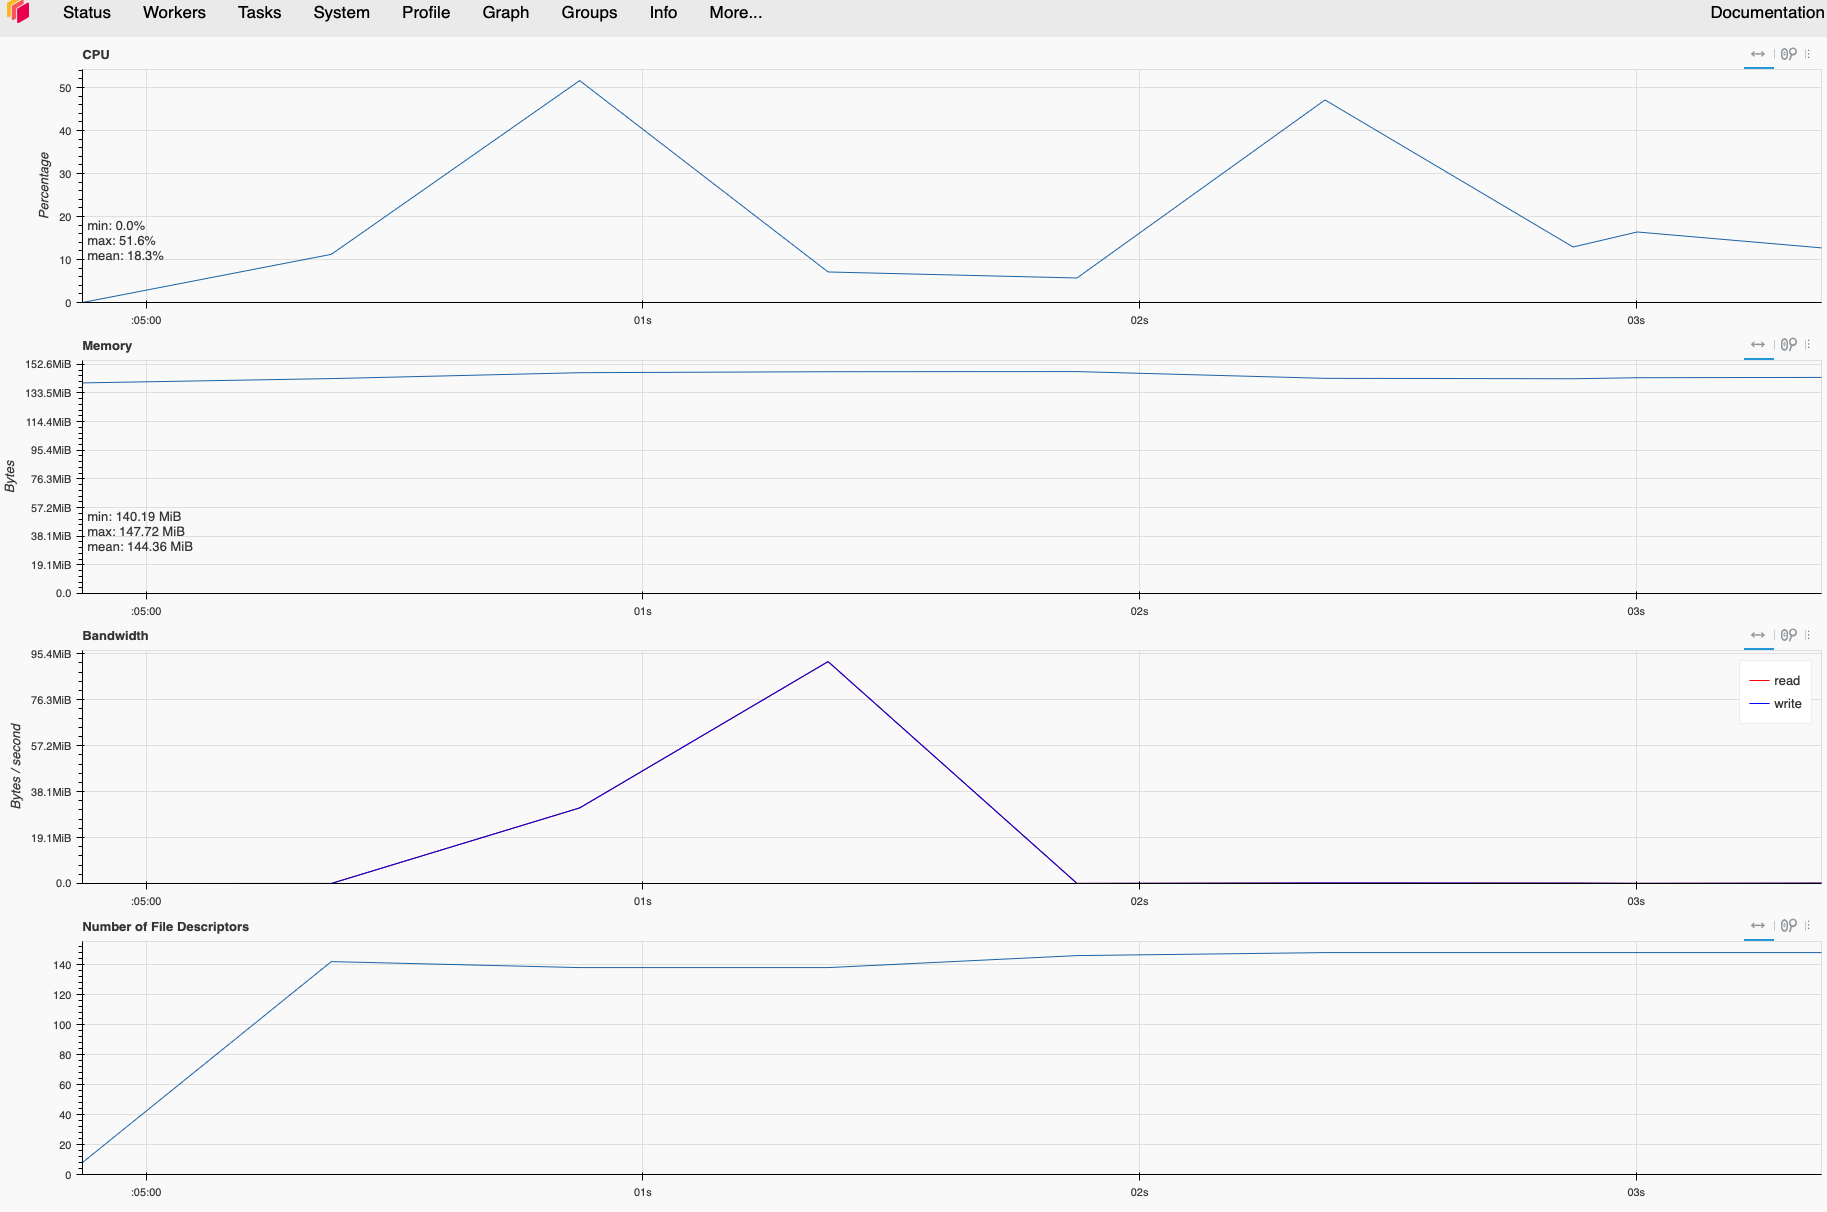 Status Workers Tasks System Profile Graph Groups Info More... Documentation
CPU
50
40
30
20
10
0
Percentage
min: 0.0%
max: 51.6%
mean: 18.3%
:05:00 01s 02s 03s
Memory
152.6MiB
133.5MiB
114.4MiB
95.4MiB
76.3MiB
57.2MiB
38.1MiB
19.1MiB
0.0
Bytes
min: 140.19 MiB
max: 147.72 MiB
mean: 144.36 MiB
:05:00 01s 02s 03s
Bandwidth
95.4MiB
76.3MiB
57.2MiB
38.1MiB
19.1MiB
0.0
Bytes / second
read
write
:05:00 01s 02s 03s
Number of File Descriptors
140
120
100
80
60
40
20
0
:05:00 01s 02s 03s